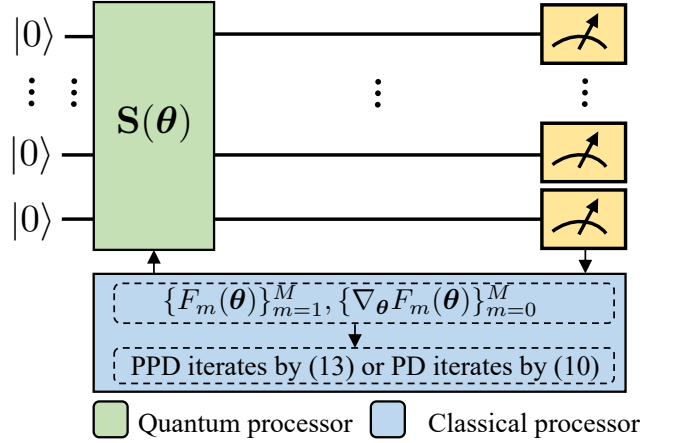 |0⟩
⋮ ⋮ ⋮ ⋮
S(θ)
|0⟩
|0⟩
{F_m(θ)}_{m=1}^{M}, {∇_θ F_m(θ)}_{m=0}^{M}
PPD iterates by (13) or PD iterates by (10)
Quantum processor
Classical processor